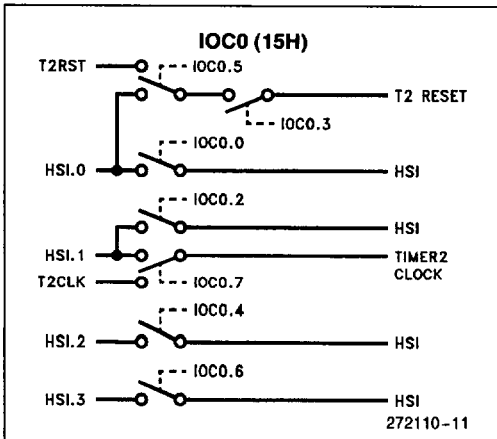 IOC0 (15H)
T2RST
IOC0.5
T2 RESET
IOC0.3
IOC0.0
HSI.0
HSI
IOC0.2
HSI
HSI.1
TIMER2
CLOCK
T2CLK
IOC0.7
IOC0.4
HSI.2
HSI
IOC0.6
HSI.3
HSI
272110-11